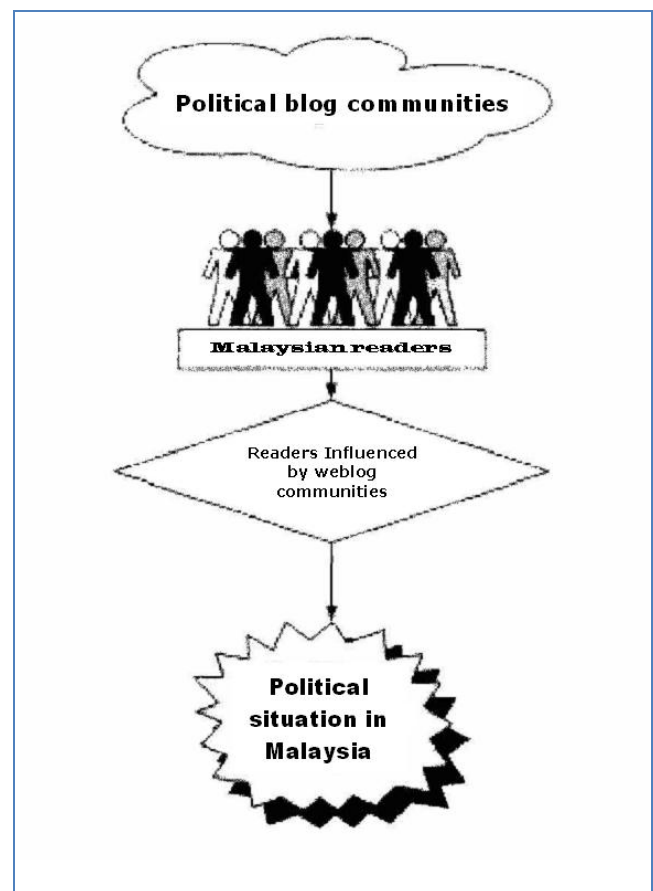 Political blog communities
Malaysian readers
Readers Influenced
by weblog
communities
Political
situation in
Malaysia